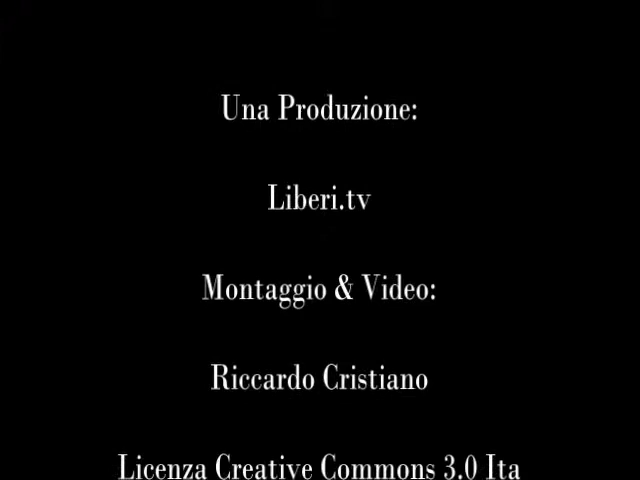 Una Produzione:
Liberi.tv
Montaggio & Video:
Riccardo Cristiano
Licenza Creative Commons 3.0 Ita